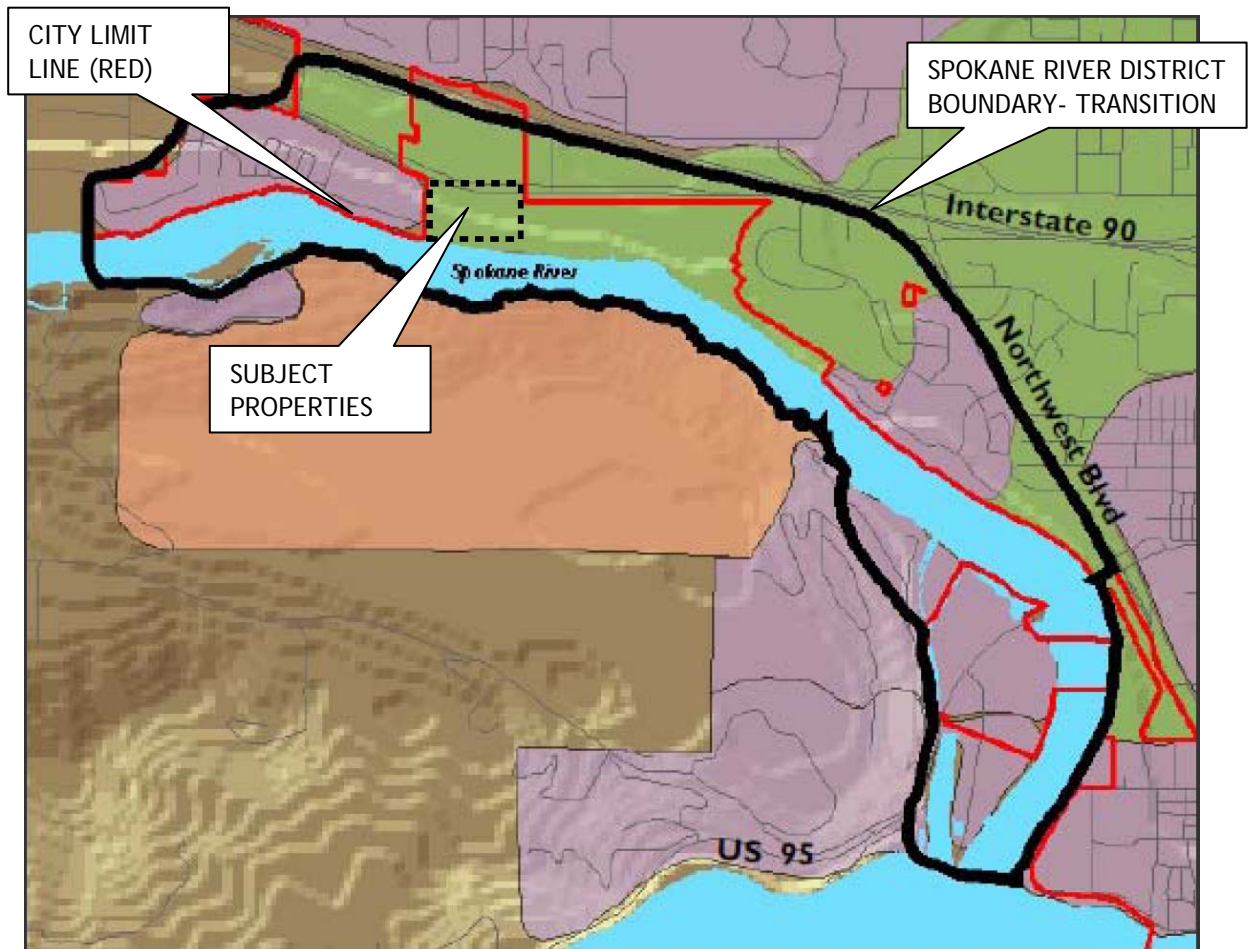 CITY LIMIT
LINE (RED)
SPOKANE RIVER DISTRICT
BOUNDARY- TRANSITION
Interstate 90
Spokane River
SUBJECT
PROPERTIES
Northwest Blvd
US 95